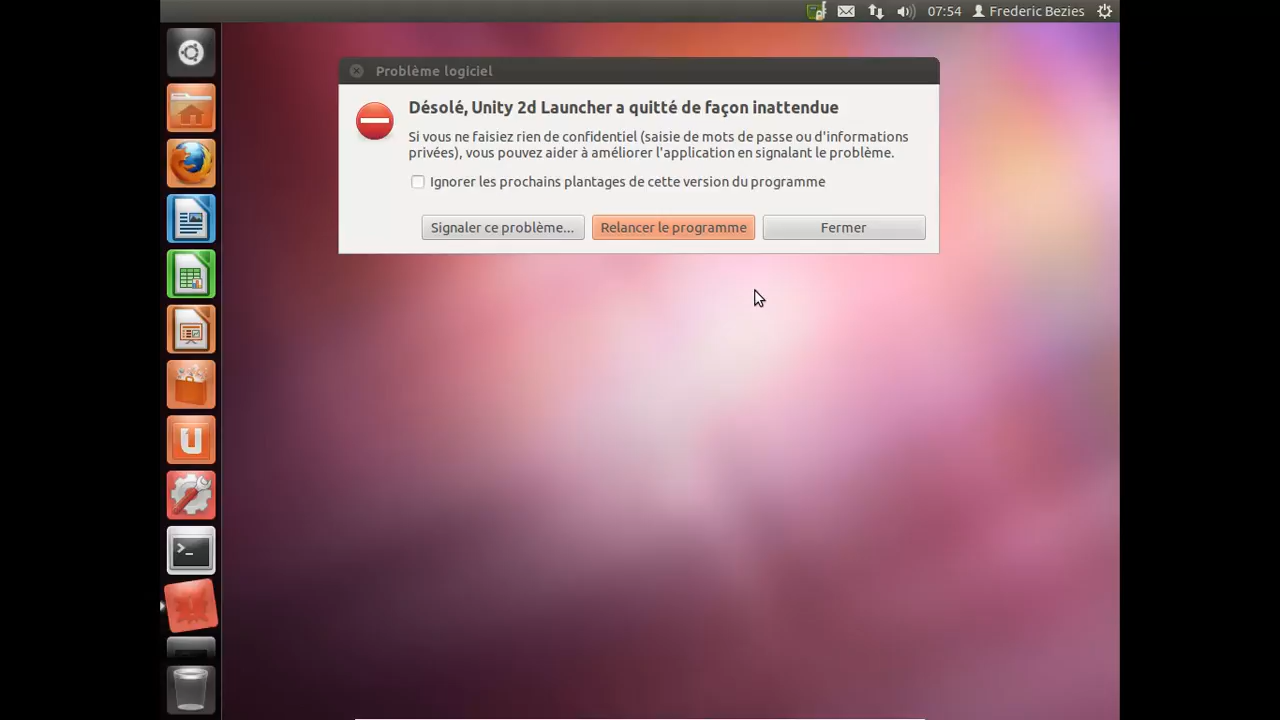 07:54 Frederic Bezies
Problème logiciel
Désolé, Unity 2d Launcher a quitté de façon inattendue
Si vous ne faisiez rien de confidentiel (saisie de mots de passe ou d'informations
privées), vous pouvez aider à améliorer l'application en signalant le problème.
Ignorer les prochains plantages de cette version du programme
Signaler ce problème... Relancer le programme Fermer